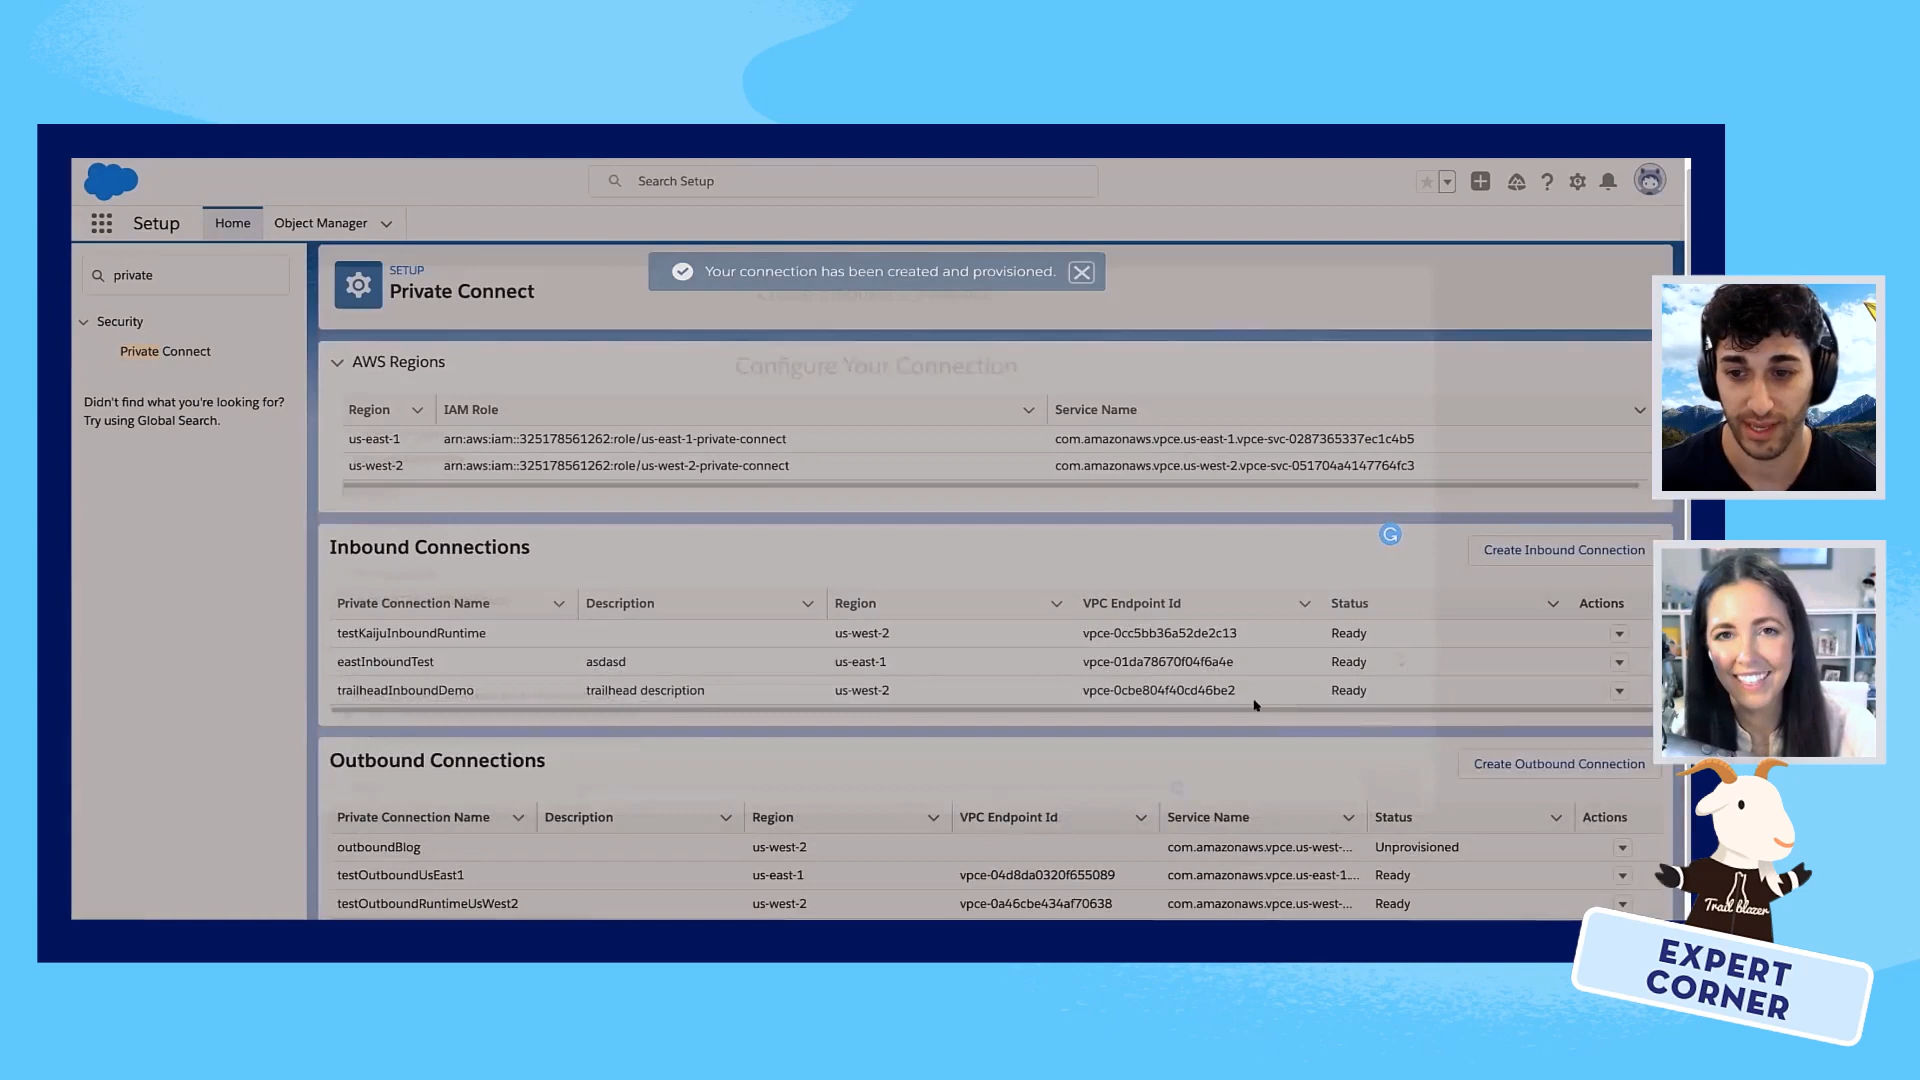 Search Setup
Setup
Home
Object Manager
private
Security
Private Connect
Didn't find what you're looking for?
Try using Global Search.
SETUP
Private Connect
Your connection has been created and provisioned.
Configure Your Connection
AWS Regions
Region IAM Role Service Name
us-east-1 arn:aws:iam::325178561262:role/us-east-1-private-connect com.amazonaws.vpce.us-east-1.vpce-svc-0287365337ec1c4b5
us-west-2 arn:aws:iam::325178561262:role/us-west-2-private-connect com.amazonaws.vpce.us-west-2.vpce-svc-051704a4147764fc3
Inbound Connections
Create Inbound Connection
Private Connection Name Description Region VPC Endpoint Id Status Actions
testKaijuInboundRuntime us-west-2 vpce-0cc5bb36a52de2c13 Ready
eastInboundTest asdasd us-east-1 vpce-01da78670f04f6a4e Ready
trailheadInboundDemo trailhead description us-west-2 vpce-0cbe804f40cd46be2 Ready
Outbound Connections
Create Outbound Connection
Private Connection Name Description Region VPC Endpoint Id Service Name Status Actions
outboundBlog us-west-2 com.amazonaws.vpce.us-west-... Unprovisioned
testOutboundUsEast1 us-east-1 vpce-04d8da0320f655089 com.amazonaws.vpce.us-east-1.... Ready
testOutboundRuntimeUsWest2 us-west-2 vpce-0a46cbe434af70638 com.amazonaws.vpce.us-west-... Ready
Trail blazer
EXPERT
CORNER